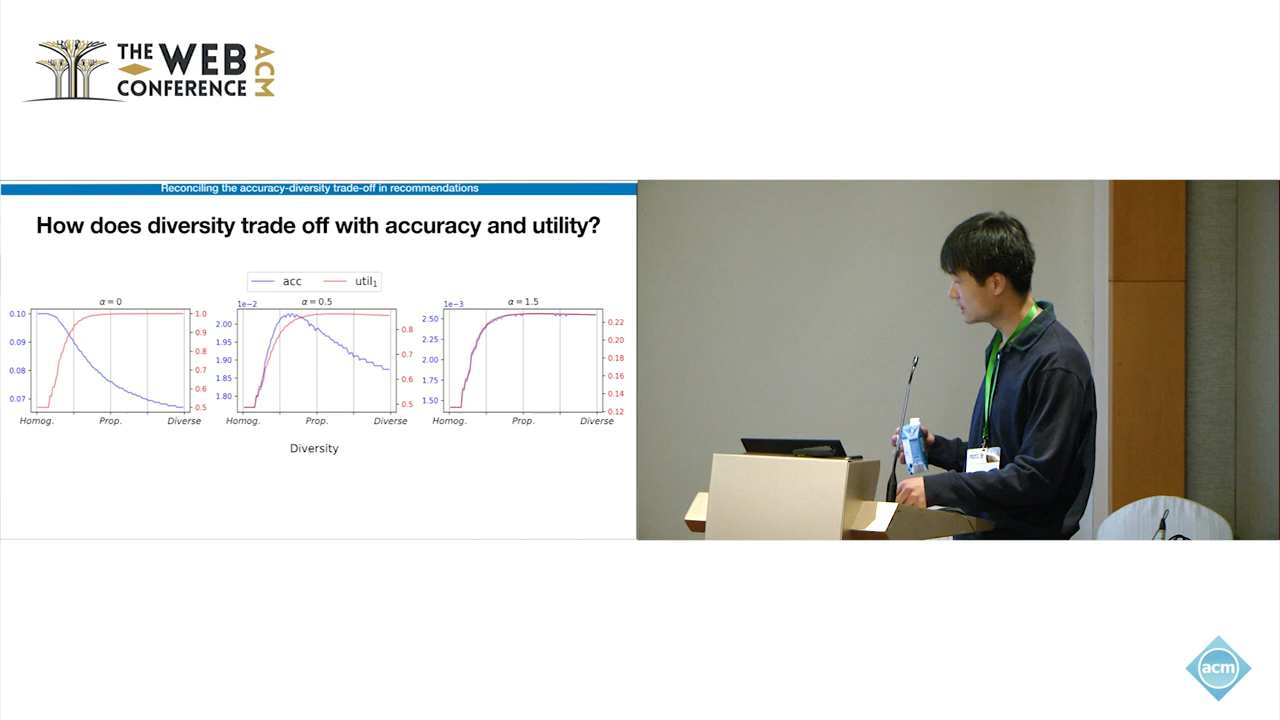 THE WEB
CONFERENCE
ACM
Reconciling the accuracy-diversity trade-off in recommendations
How does diversity trade off with accuracy and utility?
acc util₁
α = 0
0.10
0.09
0.08
0.07
1.0
0.9
0.8
0.7
0.6
0.5
Homog. Prop. Diverse
1e−2
α = 0.5
2.00
1.95
1.90
1.85
1.80
0.8
0.7
0.6
0.5
Homog. Prop. Diverse
1e−3
α = 1.5
2.50
2.25
2.00
1.75
1.50
0.22
0.20
0.18
0.16
0.14
0.12
Homog. Prop. Diverse
Diversity
acm